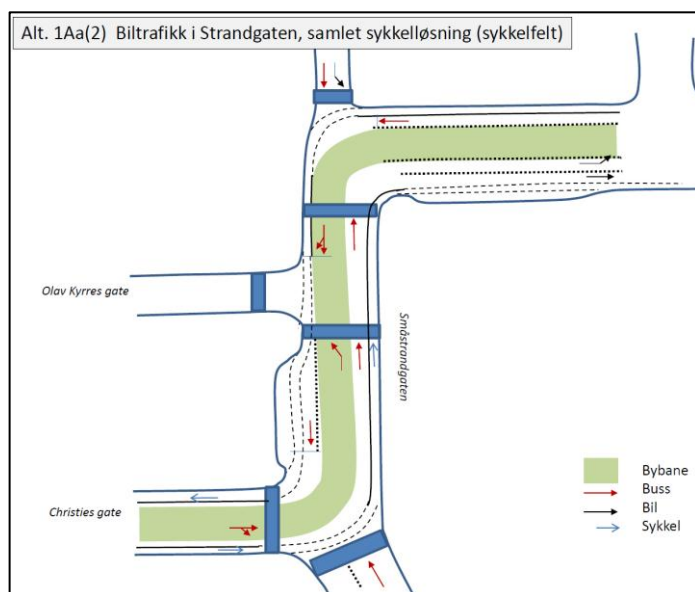 Alt. 1Aa(2) Biltrafikk i Strandgaten, samlet sykkelløsning (sykkelfelt)
Olav Kyrres gate
Småstrandgaten
Christies gate
Bybane
Buss
Bil
Sykkel